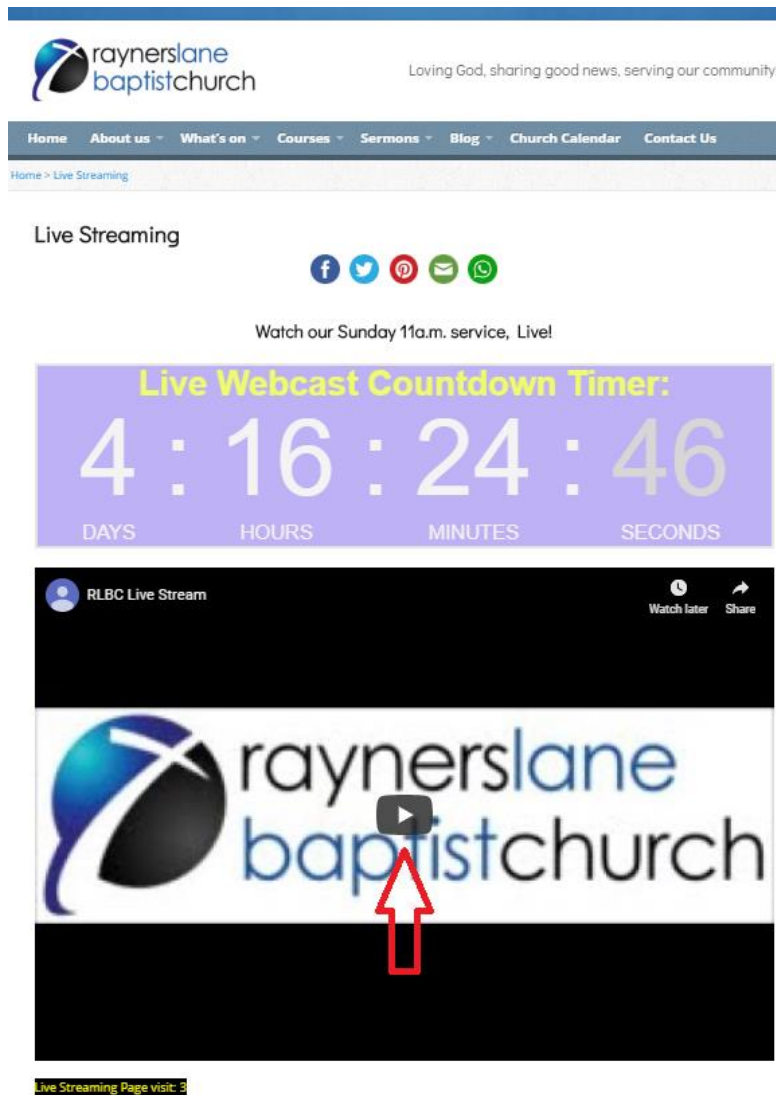 raynerslane
baptistchurch
Loving God, sharing good news, serving our community
Home About us What's on Courses Sermons Blog Church Calendar Contact Us
Home > Live Streaming
Live Streaming
Watch our Sunday 11a.m. service, Live!
Live Webcast Countdown Timer:
4 : 16 : 24 : 46
DAYS HOURS MINUTES SECONDS
RLBC Live Stream
Watch later Share
raynerslane
baptistchurch
Live Streaming Page visit: 3